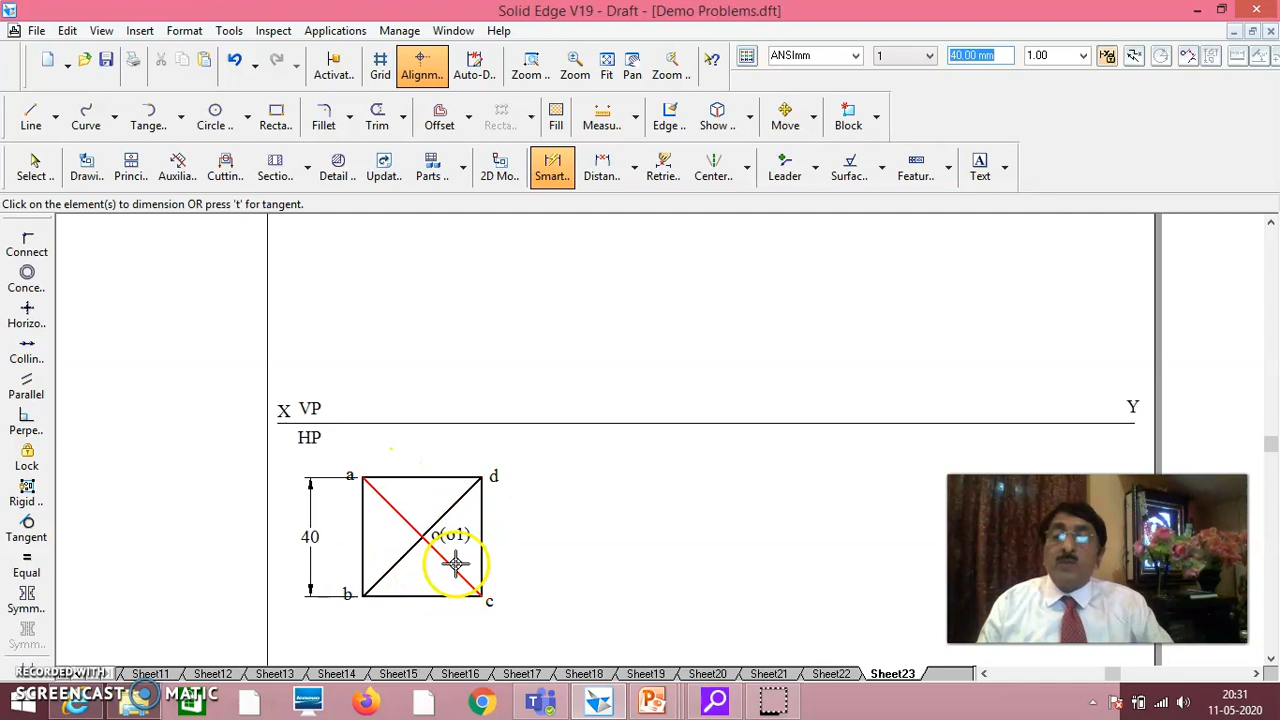 Solid Edge V19 - Draft - [Demo Problems.dft]
File Edit View Insert Format Tools Inspect Applications Manage Window Help
Activat.. Grid Alignm.. Auto-D.. Zoom .. Zoom Fit Pan Zoom .. ANSImm 1 40.00 mm 1.00
Line Curve Tange.. Circle .. Recta.. Fillet Trim Offset Recta.. Fill Measu.. Edge .. Show .. Move Block
Select .. Drawi.. Princi.. Auxilia.. Cuttin.. Sectio.. Detail .. Updat.. Parts .. 2D Mo.. Smart.. Distan.. Retrie.. Center.. Leader Surfac.. Featur.. Text
Click on the element(s) to dimension OR press 't' for tangent.
Connect
Conce..
Horizo..
Collin..
Parallel
Perpe..
Lock
Rigid ..
Tangent
Equal
Symm..
Symm..
X VP Y
HP
a d
40 o(o1)
b c
Sheet11 Sheet12 Sheet13 Sheet14 Sheet15 Sheet16 Sheet17 Sheet18 Sheet19 Sheet20 Sheet21 Sheet22 Sheet23
RECORDED WITH
SCREENCAST MATIC
20:31
11-05-2020